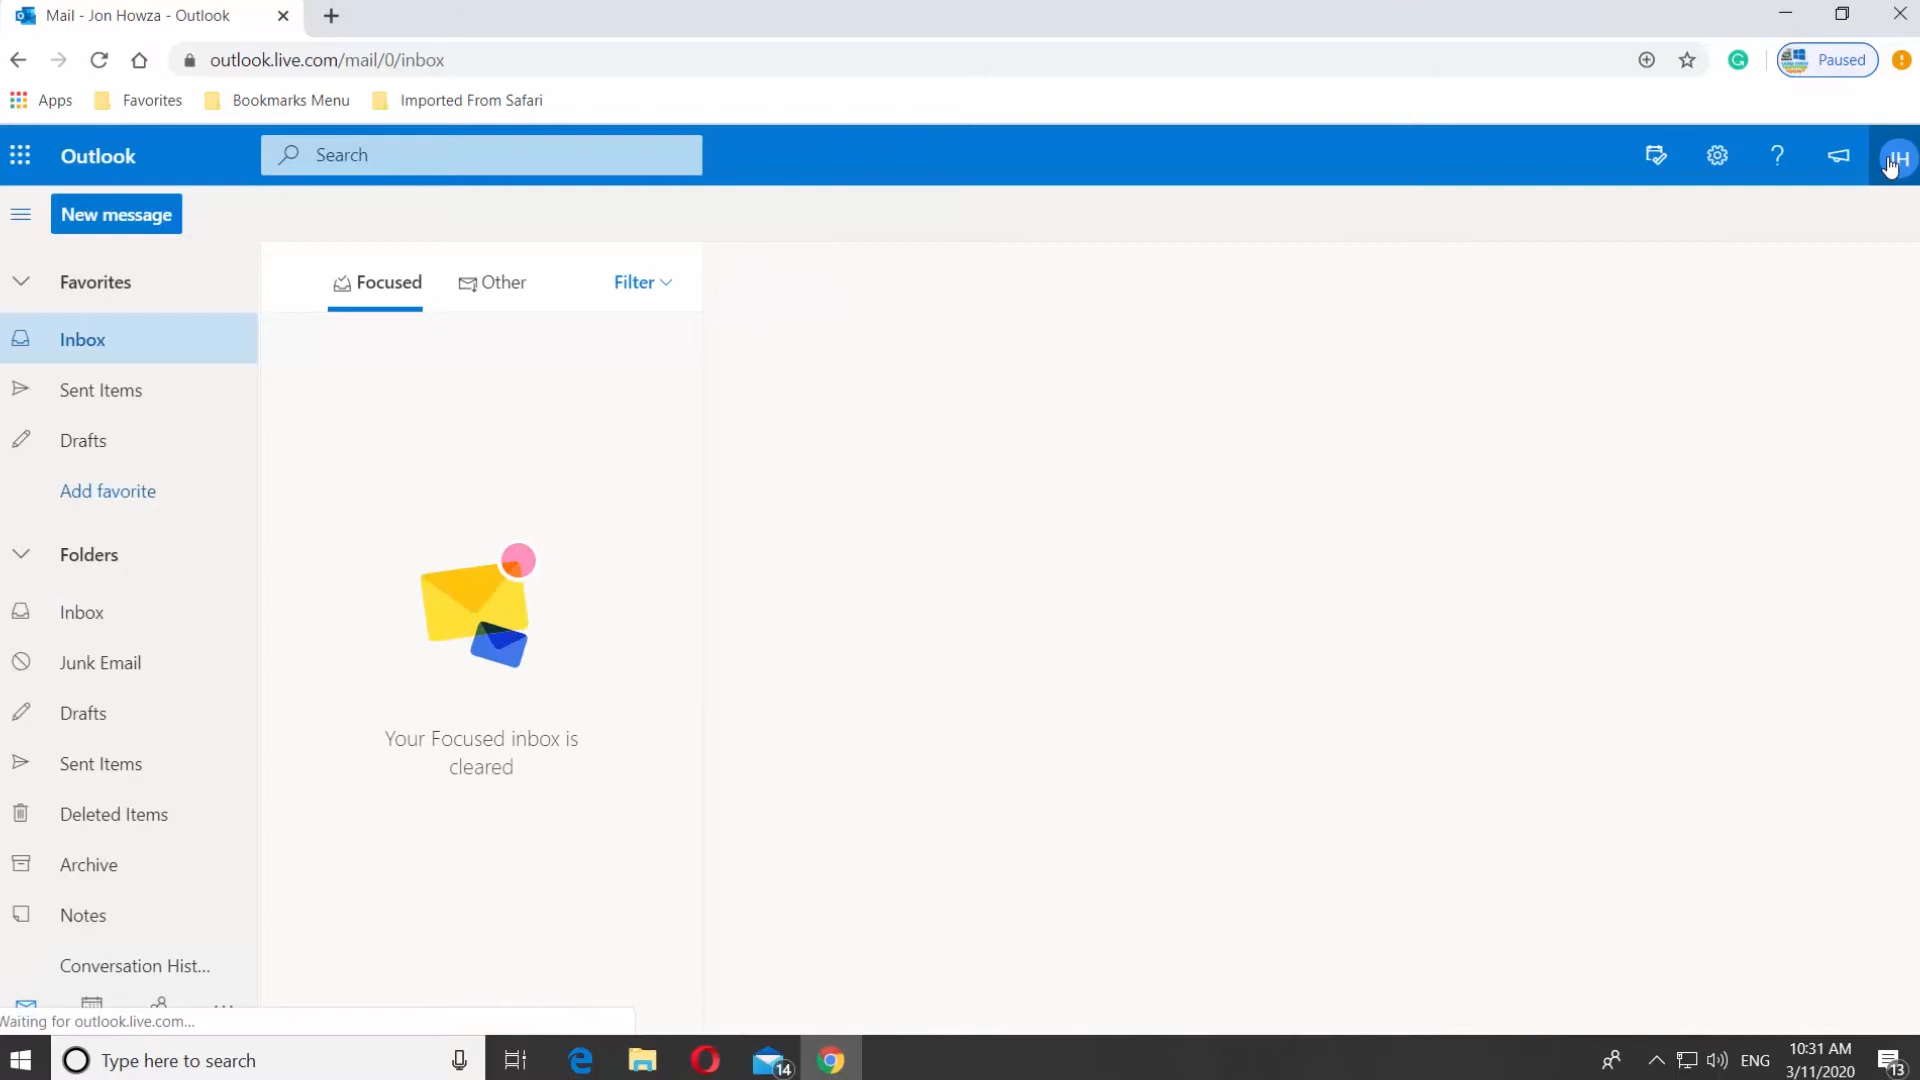 Mail - Jon Howza - Outlook
outlook.live.com/mail/0/inbox
Paused
Apps
Favorites
Bookmarks Menu
Imported From Safari
Outlook
Search
JH
New message
Favorites
Focused
Other
Filter
Inbox
Sent Items
Drafts
Add favorite
Folders
Inbox
Junk Email
Drafts
Your Focused inbox is
cleared
Sent Items
Deleted Items
Archive
Notes
Conversation Hist...
Waiting for outlook.live.com...
Type here to search
14
ENG
10:31 AM
3/11/2020
13